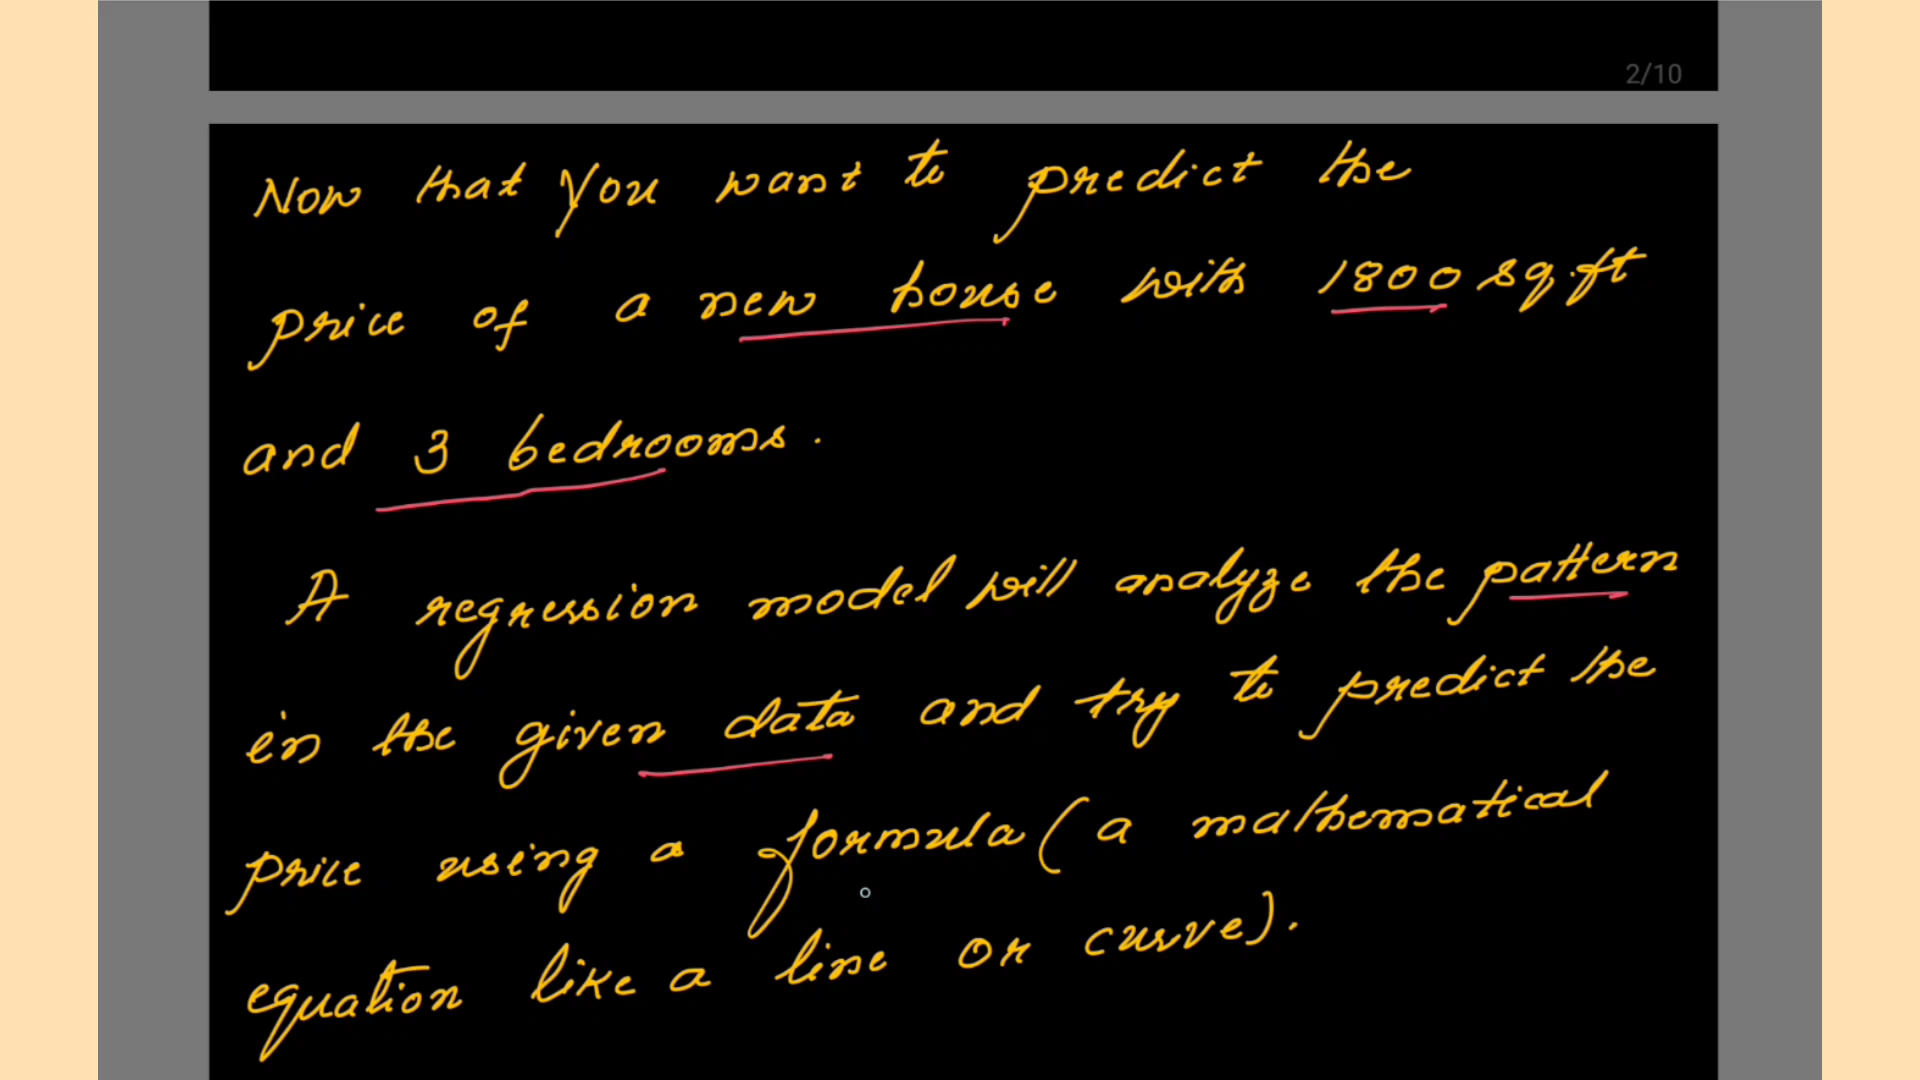 2/10
Now that you want to predict the
price of a new house with 1800 sq.ft
and 3 bedrooms.
A regression model will analyze the pattern
in the given data and try to predict the
price using a formula (a mathematical
equation like a line or curve).